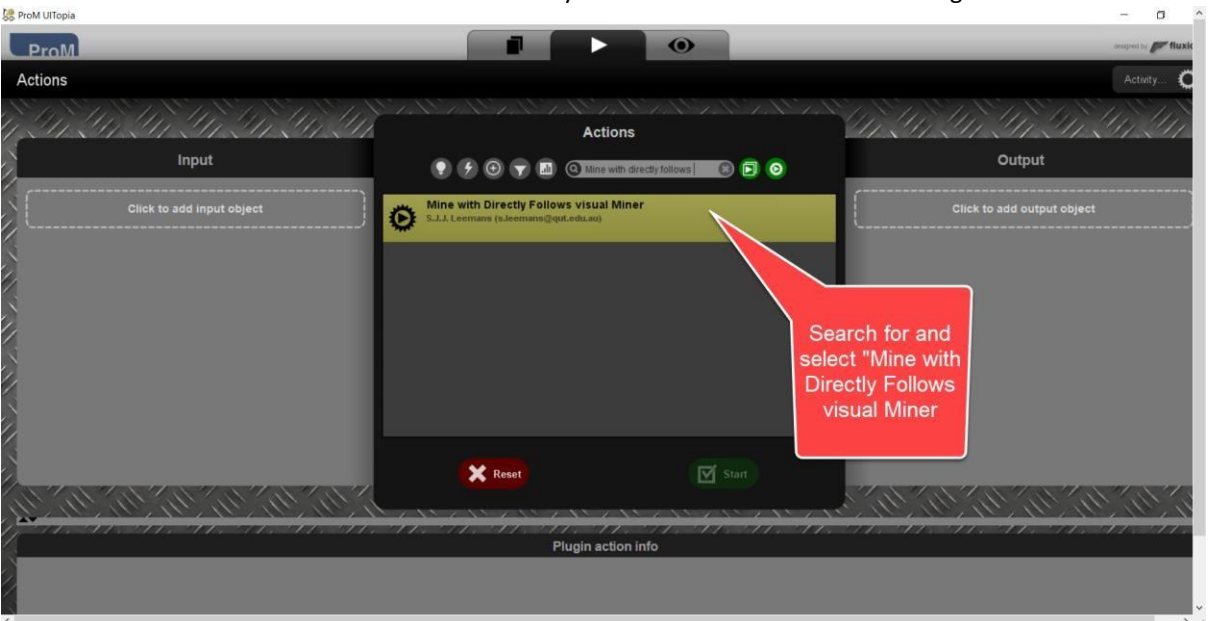 ProM UITopia
ProM
designed by fluxic
Actions
Activity...
Actions
Input
Mine with directly follows
Output
Click to add input object
Mine with Directly Follows visual Miner
S.J.J. Leemans (s.leemans@qut.edu.au)
Click to add output object
Search for and
select "Mine with
Directly Follows
visual Miner
Reset
Start
Plugin action info